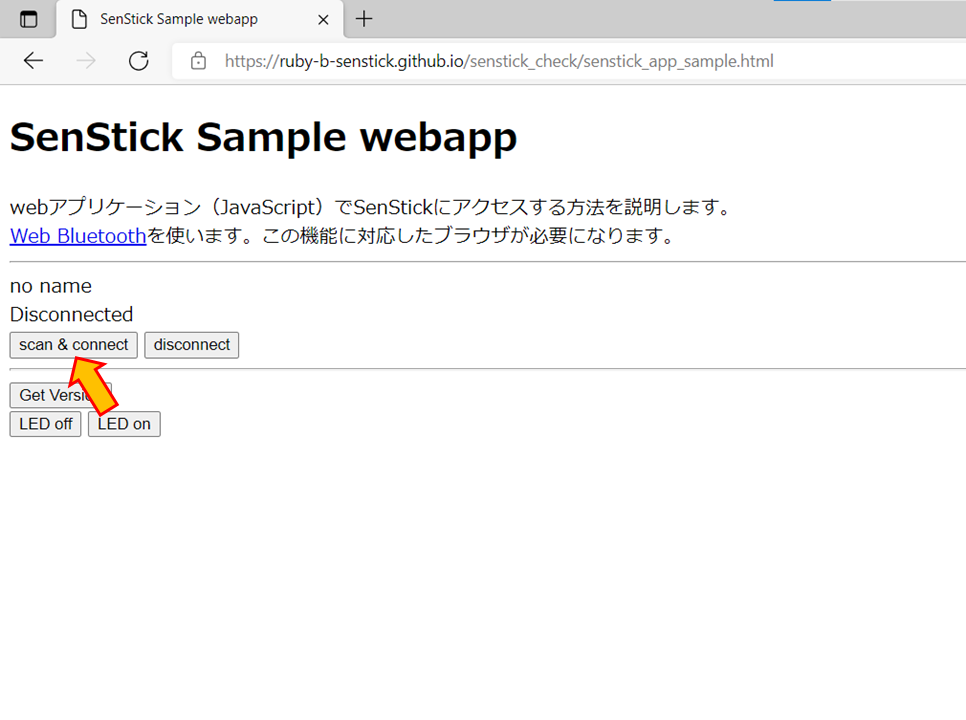 SenStick Sample webapp
https://ruby-b-senstick.github.io/senstick_check/senstick_app_sample.html
SenStick Sample webapp
webアプリケーション（JavaScript）でSenStickにアクセスする方法を説明します。
Web Bluetoothを使います。この機能に対応したブラウザが必要になります。
no name
Disconnected
scan & connect disconnect
Get Versi
LED off LED on